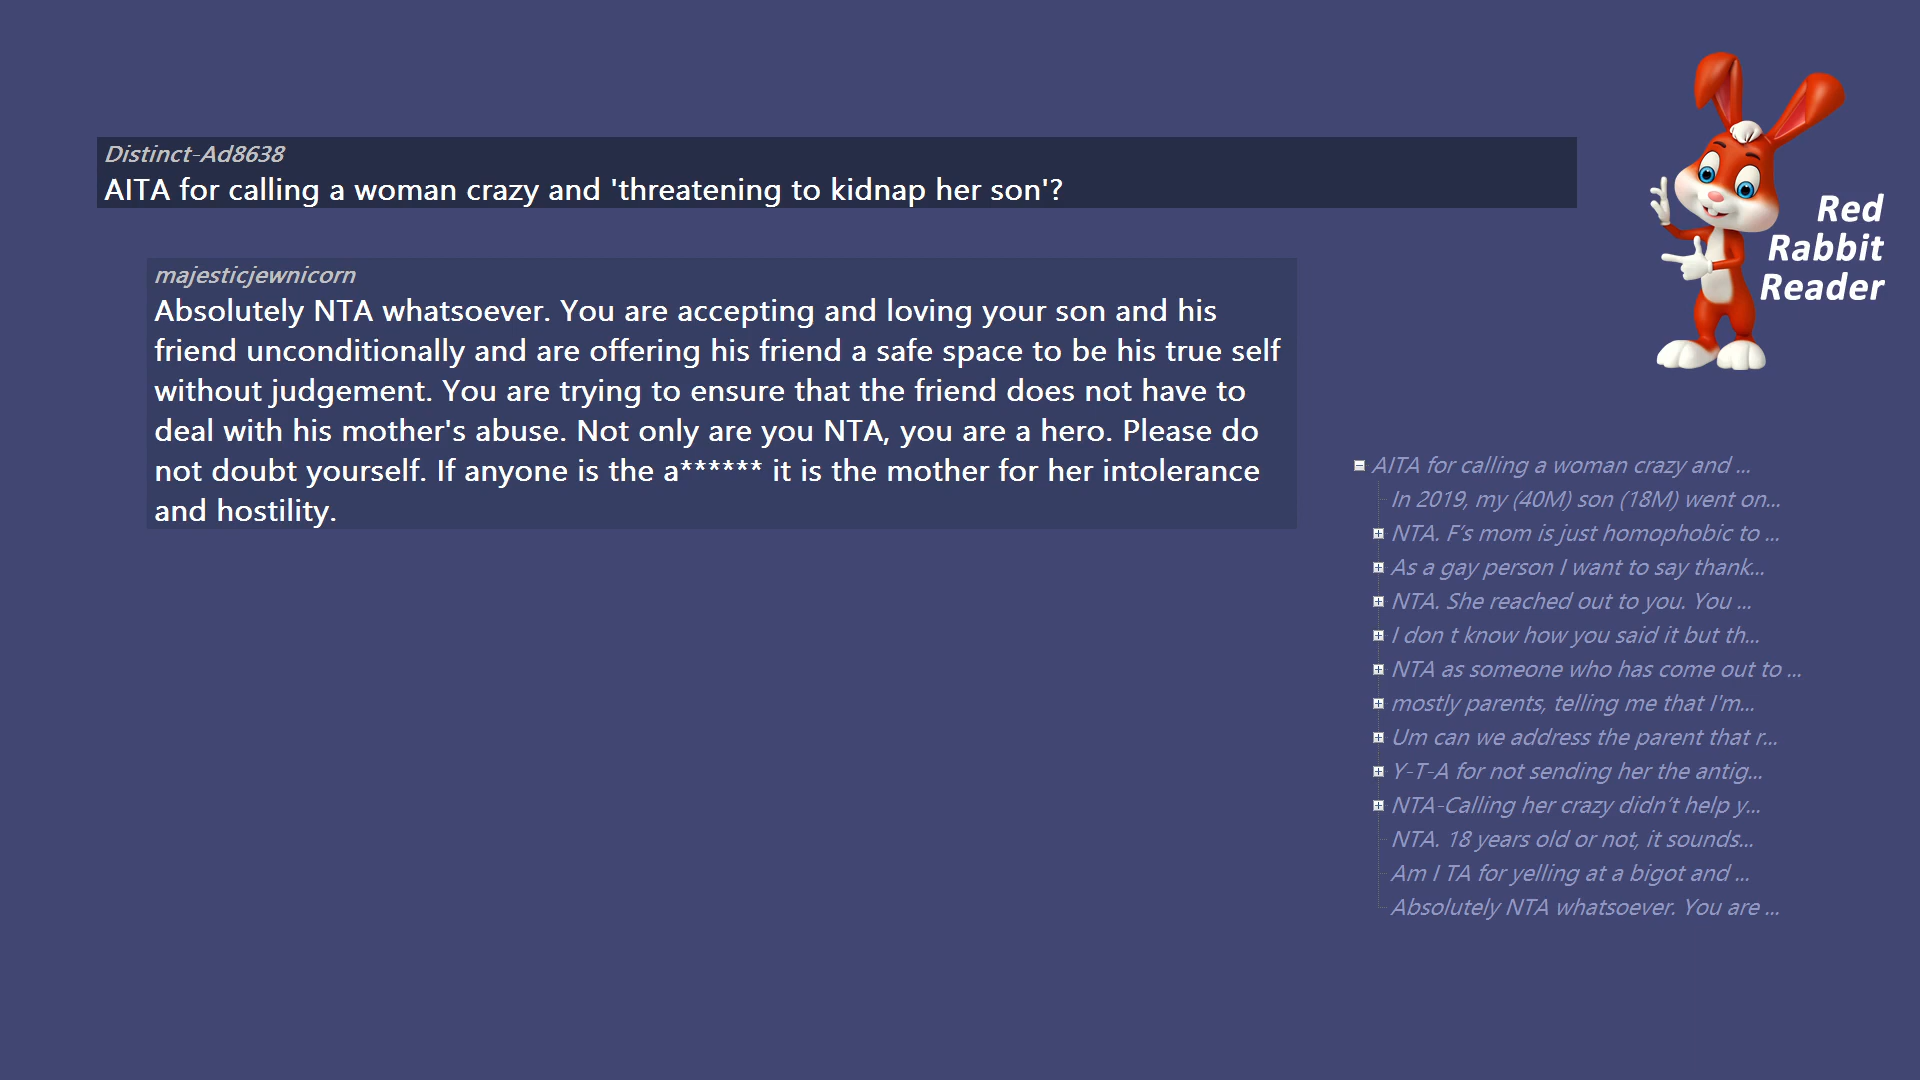 Distinct-Ad8638
AITA for calling a woman crazy and 'threatening to kidnap her son'?
majesticjewnicorn
Absolutely NTA whatsoever. You are accepting and loving your son and his
friend unconditionally and are offering his friend a safe space to be his true self
without judgement. You are trying to ensure that the friend does not have to
deal with his mother's abuse. Not only are you NTA, you are a hero. Please do
not doubt yourself. If anyone is the a****** it is the mother for her intolerance
and hostility.
Red
Rabbit
Reader
AITA for calling a woman crazy and ...
In 2019, my (40M) son (18M) went on...
NTA. F’s mom is just homophobic to ...
As a gay person I want to say thank...
NTA. She reached out to you. You ...
I don t know how you said it but th...
NTA as someone who has come out to ...
mostly parents, telling me that I'm...
Um can we address the parent that r...
Y-T-A for not sending her the antig...
NTA-Calling her crazy didn’t help y...
NTA. 18 years old or not, it sounds...
Am I TA for yelling at a bigot and ...
Absolutely NTA whatsoever. You are ...